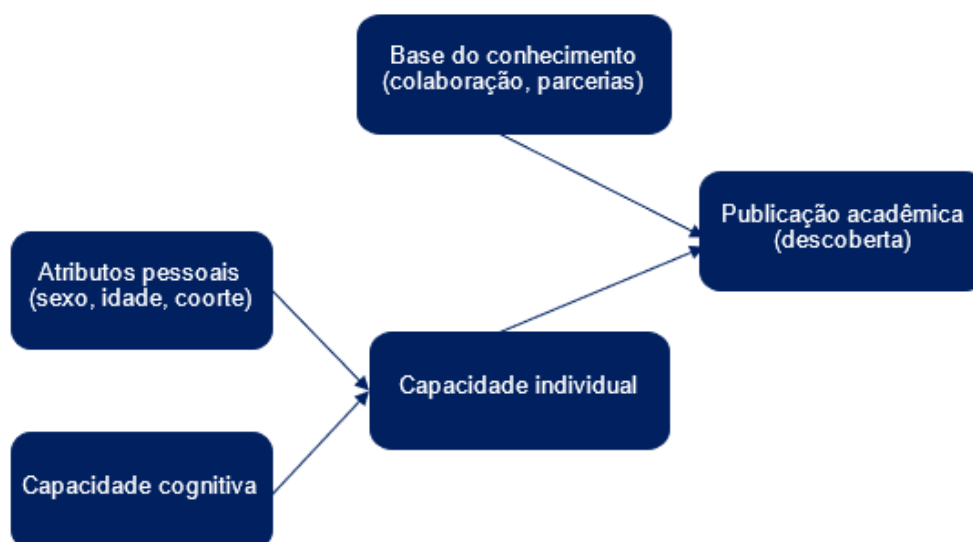 Base do conhecimento
(colaboração, parcerias)
Publicação acadêmica
(descoberta)
Atributos pessoais
(sexo, idade, coorte)
Capacidade individual
Capacidade cognitiva